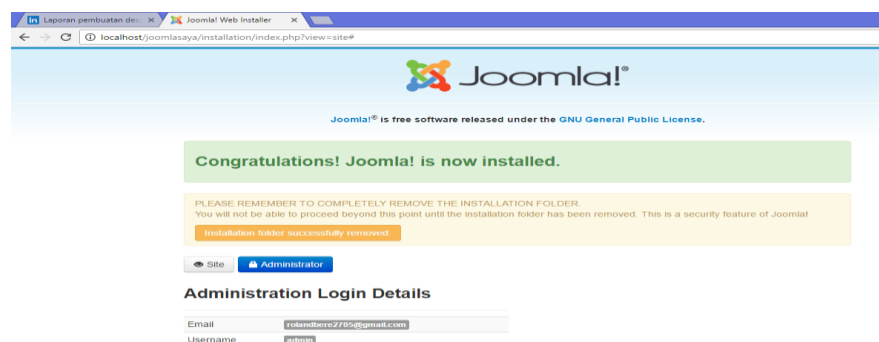 Laporan pembuatan des
Joomla! Web Installer
localhost/joomlasaya/installation/index.php?view=site#
Joomla!®
Joomla!® is free software released under the GNU General Public License.
Congratulations! Joomla! is now installed.
PLEASE REMEMBER TO COMPLETELY REMOVE THE INSTALLATION FOLDER.
You will not be able to proceed beyond this point until the installation folder has been removed. This is a security feature of Joomla!
Installation folder successfully removed.
Site
Administrator
Administration Login Details
Email rolandbere2705@gmail.com
Username admin